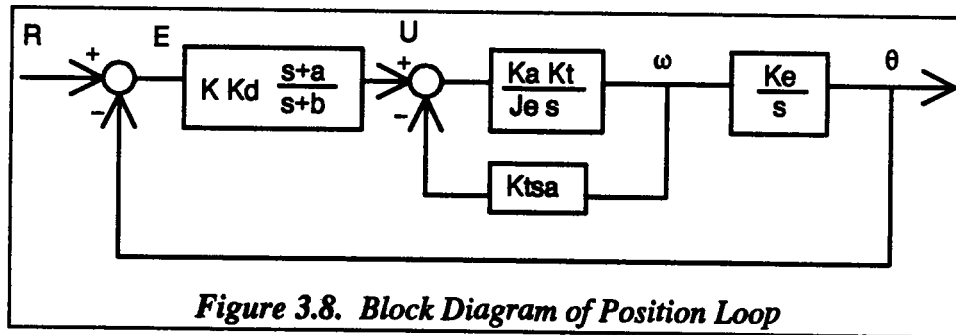 R
+
−
E
K Kd s+a
s+b
U
+
−
Ka Kt
Je s
ω
Ke
s
θ
Ktsa
Figure 3.8. Block Diagram of Position Loop